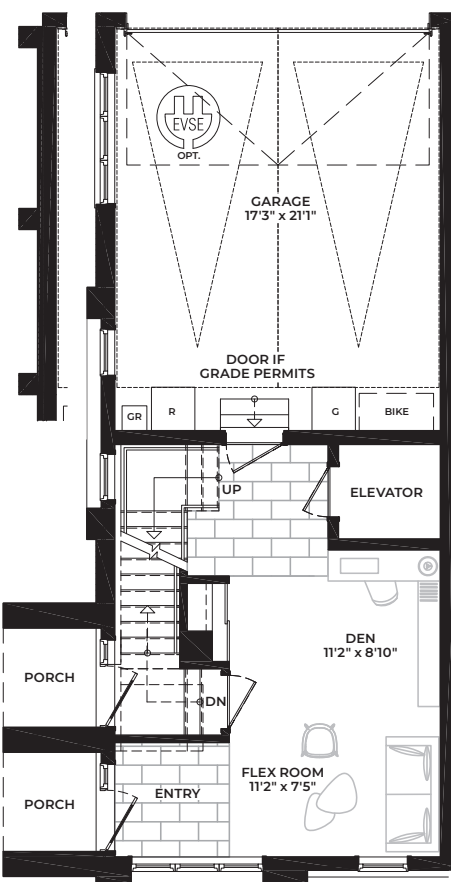 EVSE
OPT.
GARAGE
17'3" x 21'1"
DOOR IF
GRADE PERMITS
GR
R
G
BIKE
UP
ELEVATOR
DEN
11'2" x 8'10"
PORCH
DN
FLEX ROOM
11'2" x 7'5"
ENTRY
PORCH